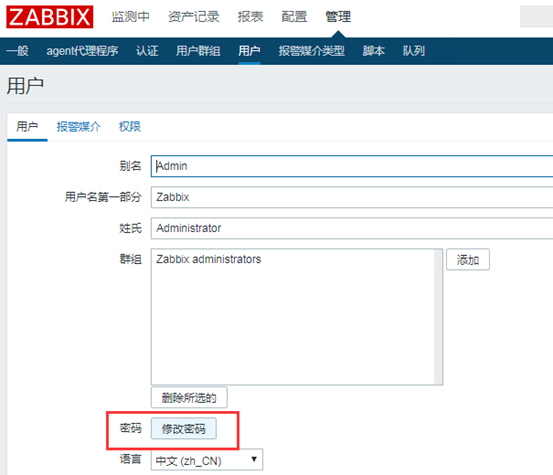 ZABBIX 监测中 资产记录 报表 配置 管理
一般 agent代理程序 认证 用户群组 用户 报警媒介类型 脚本 队列
用户
用户 报警媒介 权限
别名 Admin
用户名第一部分 Zabbix
姓氏 Administrator
群组 Zabbix administrators 添加
删除所选的
密码 修改密码
语言 中文 (zh_CN)